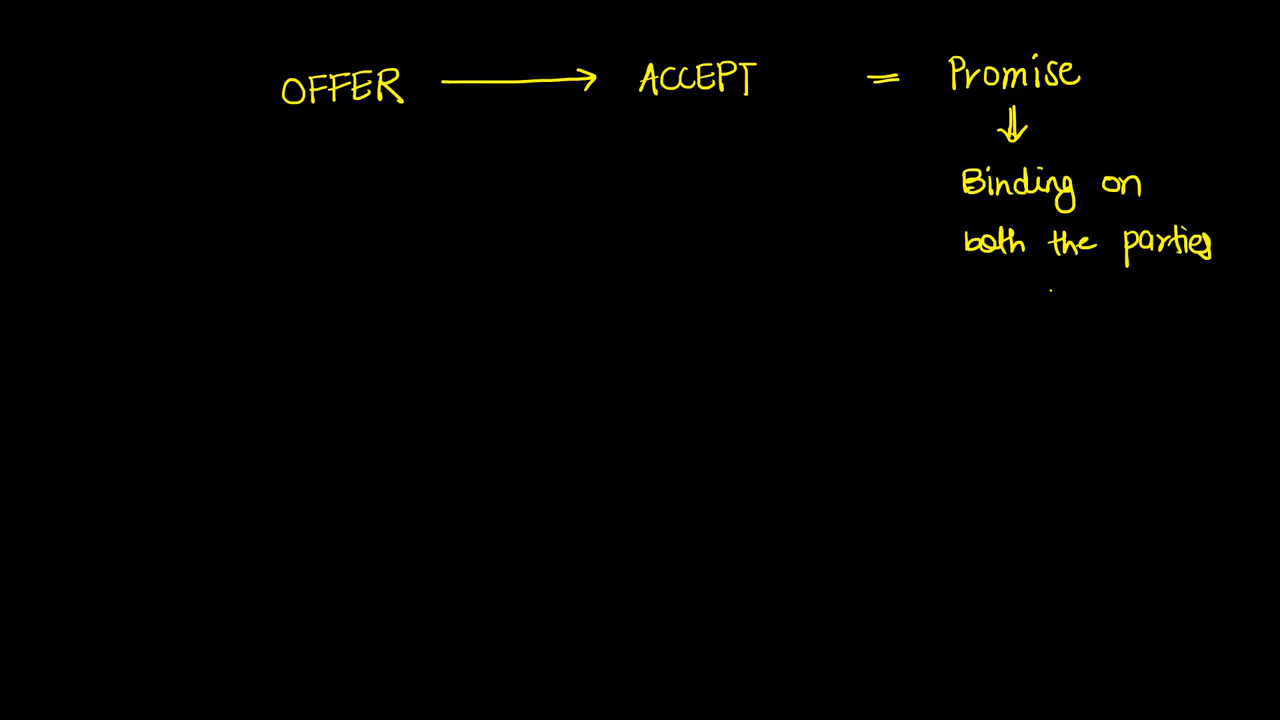 OFFER → ACCEPT = Promise
↓
Binding on
both the parties